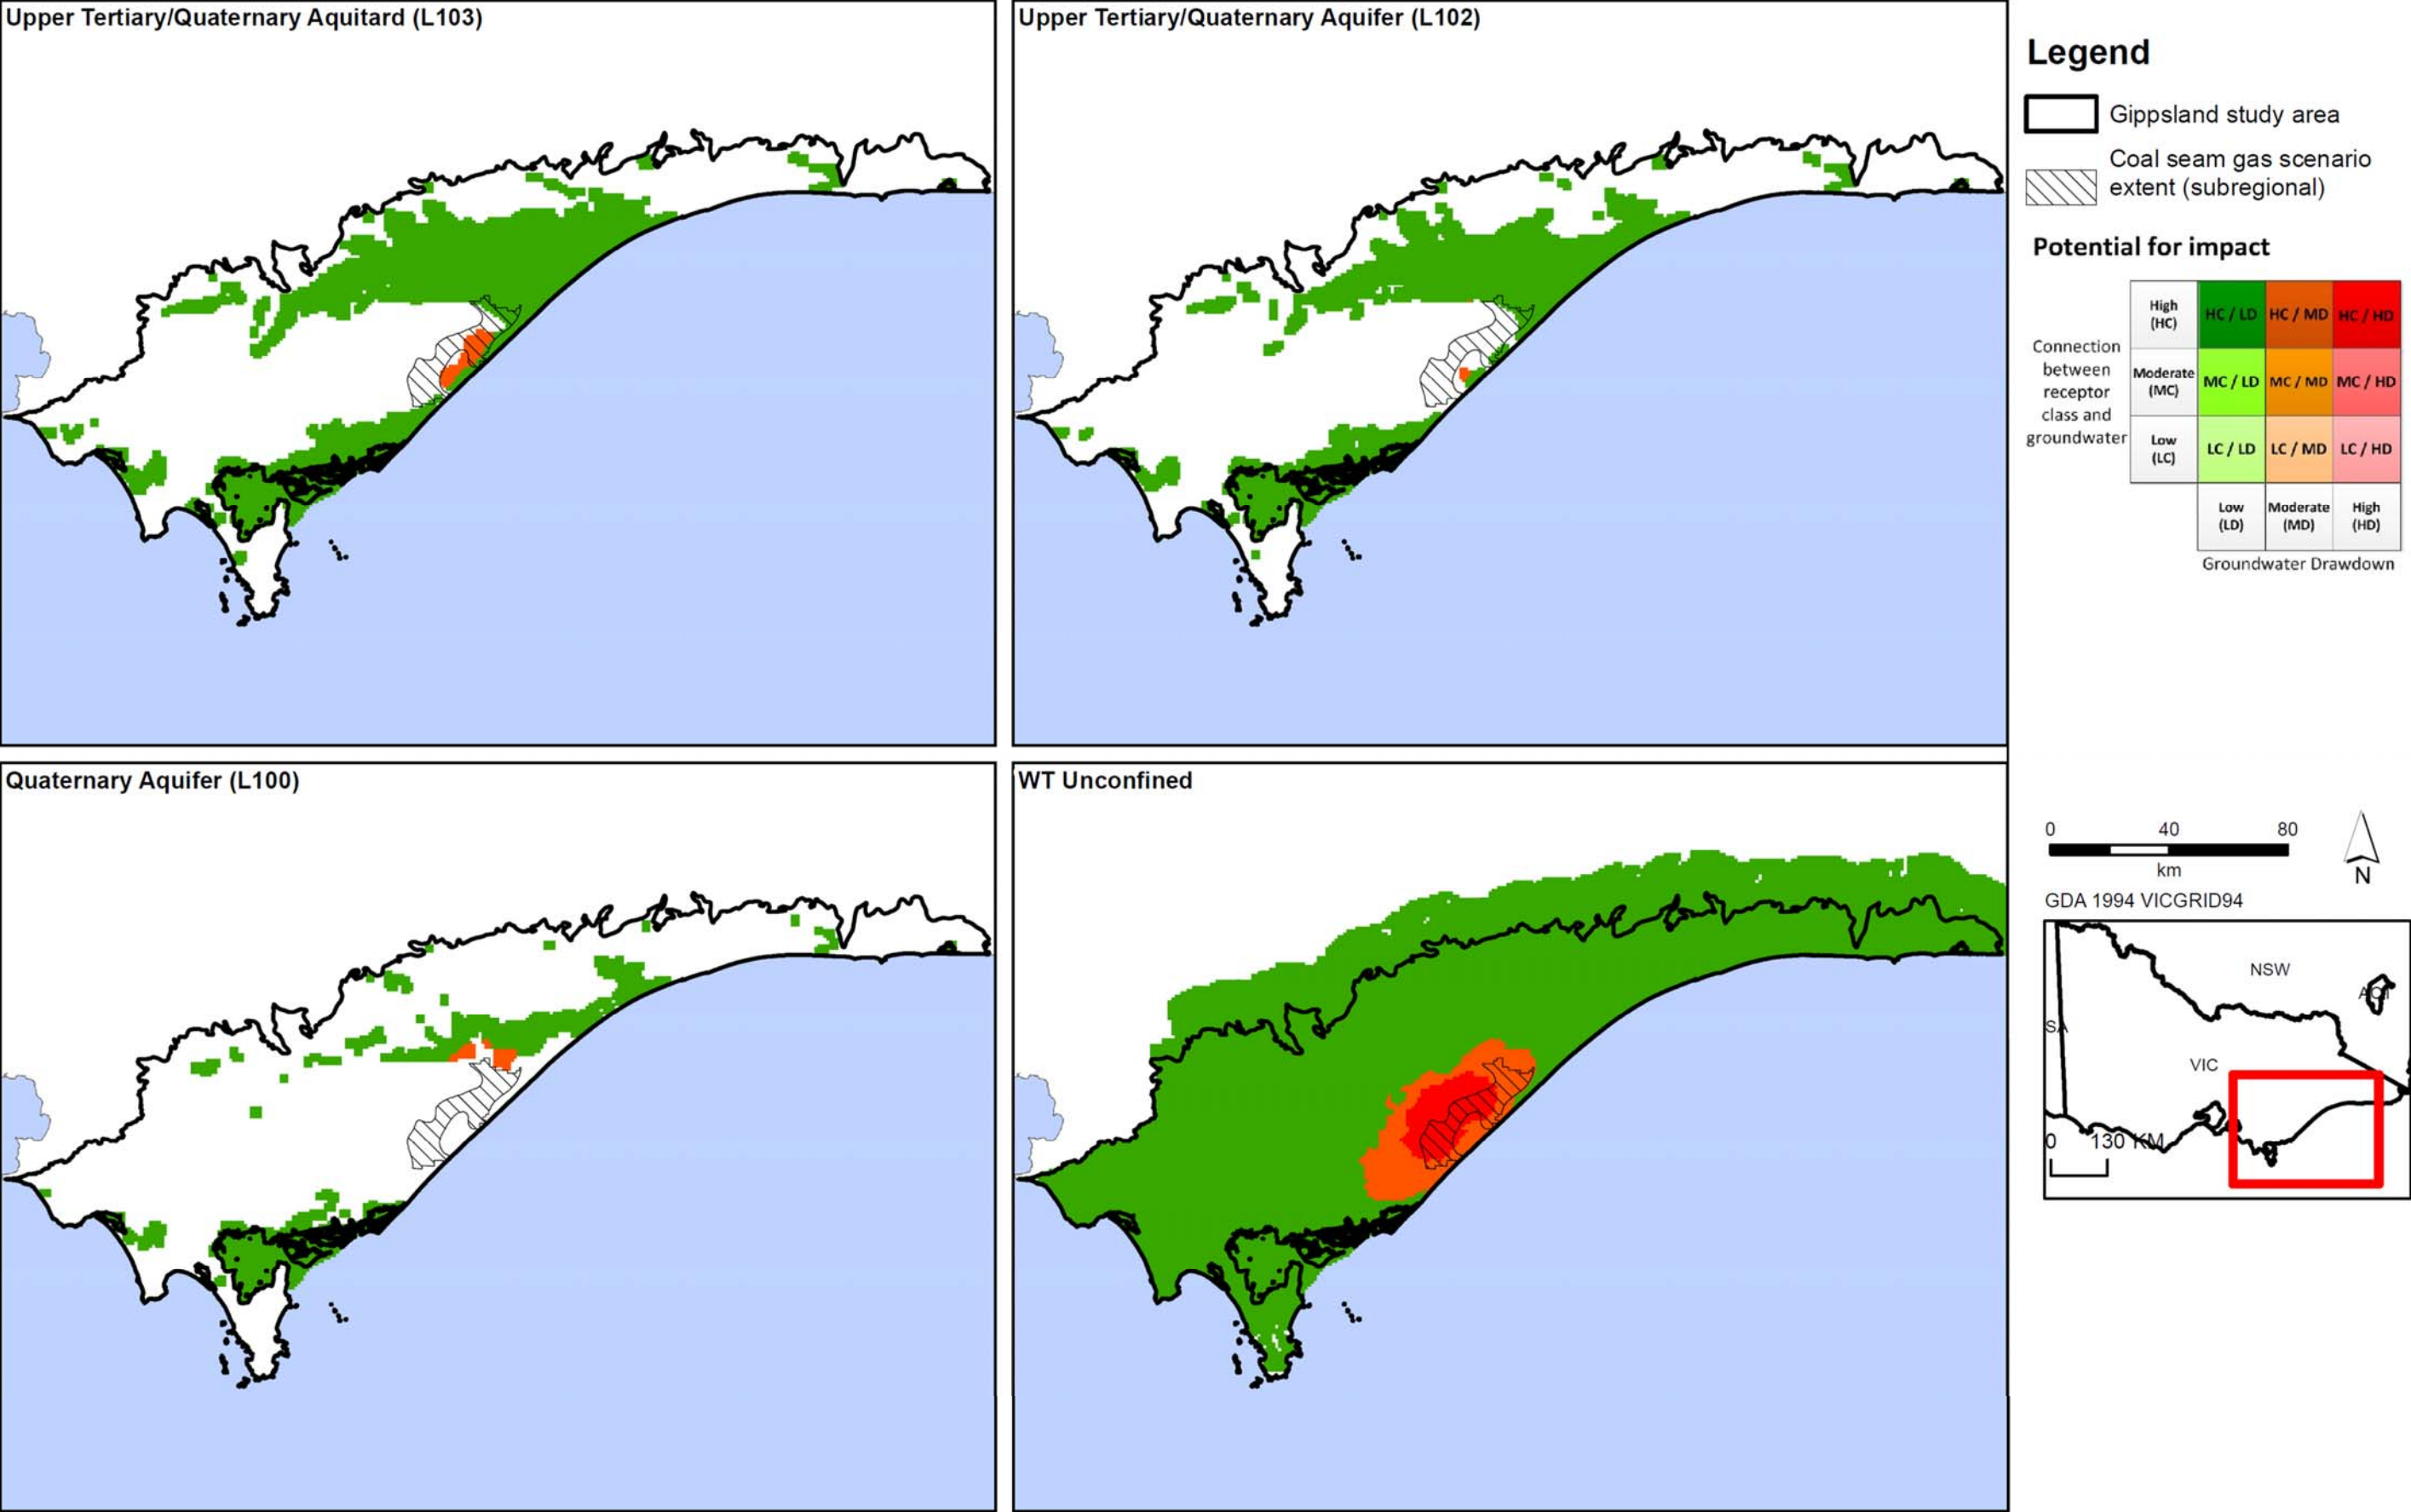 Upper Tertiary/Quaternary Aquitard (L103)
Upper Tertiary/Quaternary Aquifer (L102)
Quaternary Aquifer (L100)
WT Unconfined
Legend
Gippsland study area
Coal seam gas scenario
extent (subregional)
Potential for impact
Connection
between
receptor
class and
groundwater
High
(HC)
HC / LD
HC / MD
HC / HD
Moderate
(MC)
MC / LD
MC / MD
MC / HD
Low
(LC)
LC / LD
LC / MD
LC / HD
Low
(LD)
Moderate
(MD)
High
(HD)
Groundwater Drawdown
0
40
80
km
N
GDA 1994 VICGRID94
NSW
ACT
SA
VIC
0
130 KM